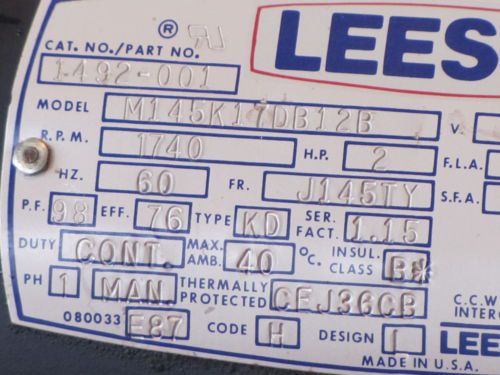 ® LEES
CAT. NO./PART NO.
1492-001
MODEL M145K17DB12B V.
R.P.M. 1740 H.P. 2 F.L.A.
HZ. 60 FR. J145TY S.F.A.
P.F. 98 EFF. 76 TYPE KD SER. FACT. 1.15
DUTY CONT. MAX. AMB. 40 °C. INSUL. CLASS B
PH 1 MAN. THERMALLY PROTECTED CEJ36CB
C.C.W
INTERC
080033 E87 CODE H DESIGN L
LEE
MADE IN U.S.A.